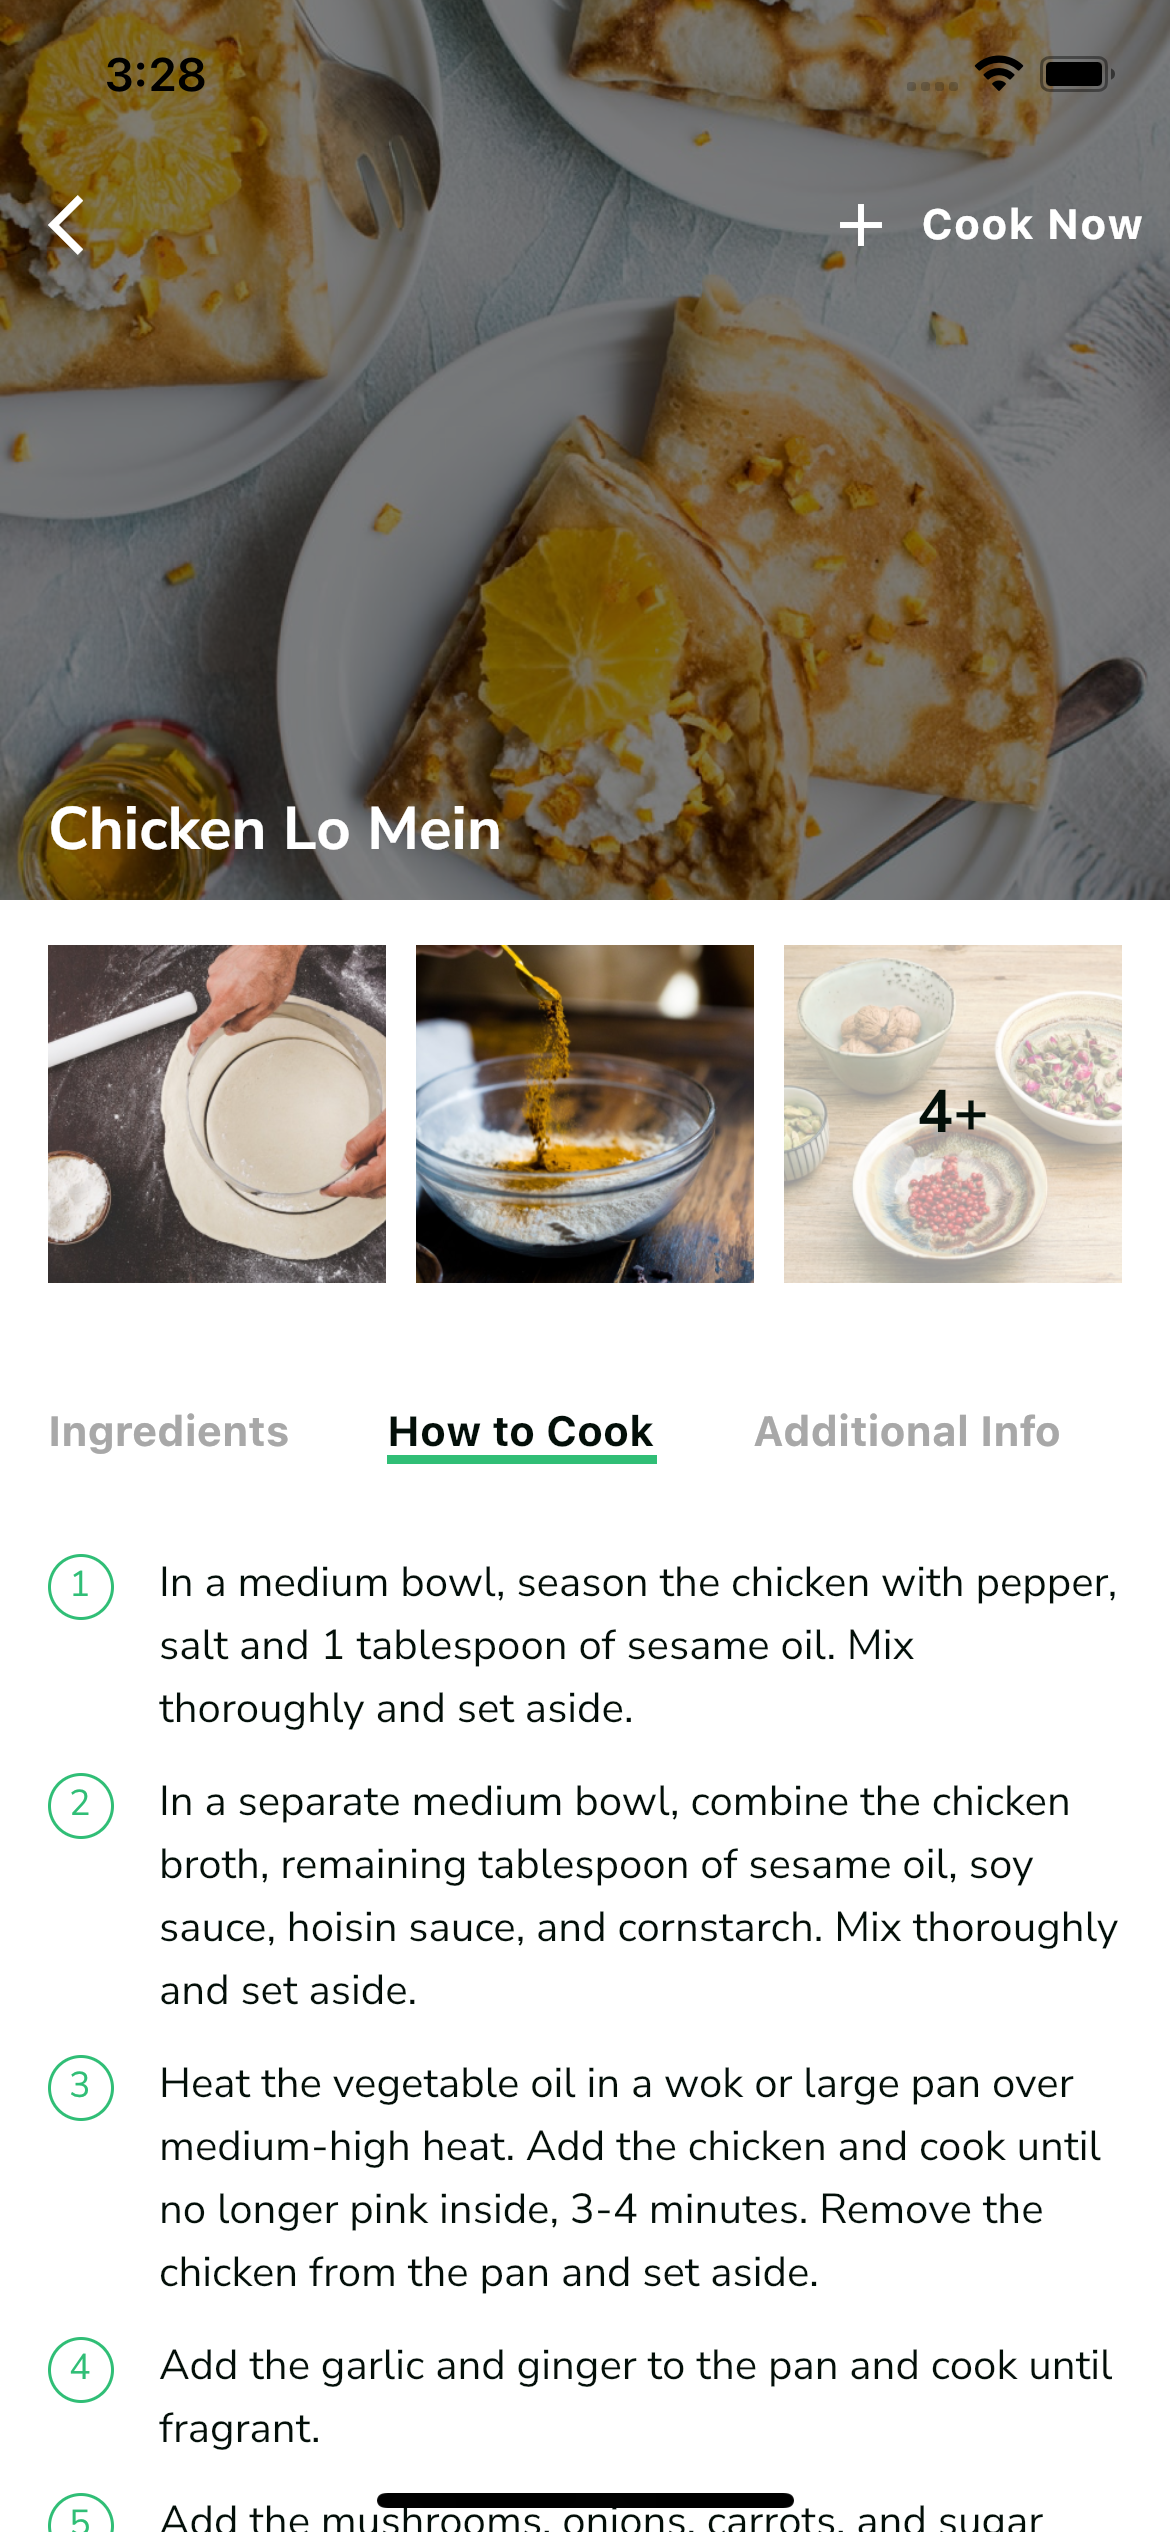 3:28
Cook Now
Chicken Lo Mein
4+
Ingredients
How to Cook
Additional Info
1
In a medium bowl, season the chicken with pepper,
salt and 1 tablespoon of sesame oil. Mix
thoroughly and set aside.
2
In a separate medium bowl, combine the chicken
broth, remaining tablespoon of sesame oil, soy
sauce, hoisin sauce, and cornstarch. Mix thoroughly
and set aside.
3
Heat the vegetable oil in a wok or large pan over
medium-high heat. Add the chicken and cook until
no longer pink inside, 3-4 minutes. Remove the
chicken from the pan and set aside.
4
Add the garlic and ginger to the pan and cook until
fragrant.
5
Add the mushrooms, onions, carrots, and sugar